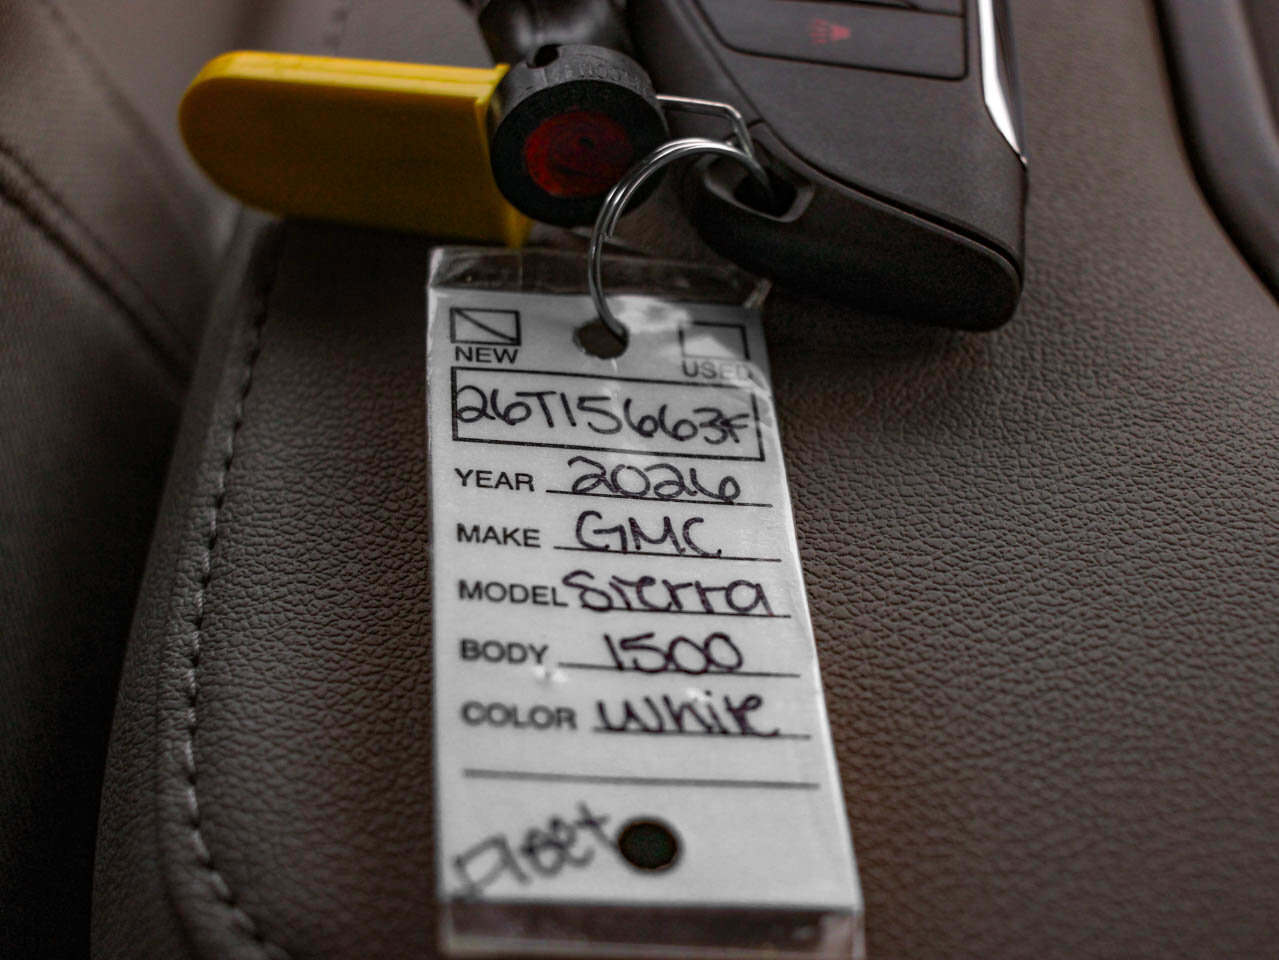 NEW USED
26T15663F
YEAR 2026
MAKE GMC
MODEL Sierra
BODY 1500
COLOR White
Fleet